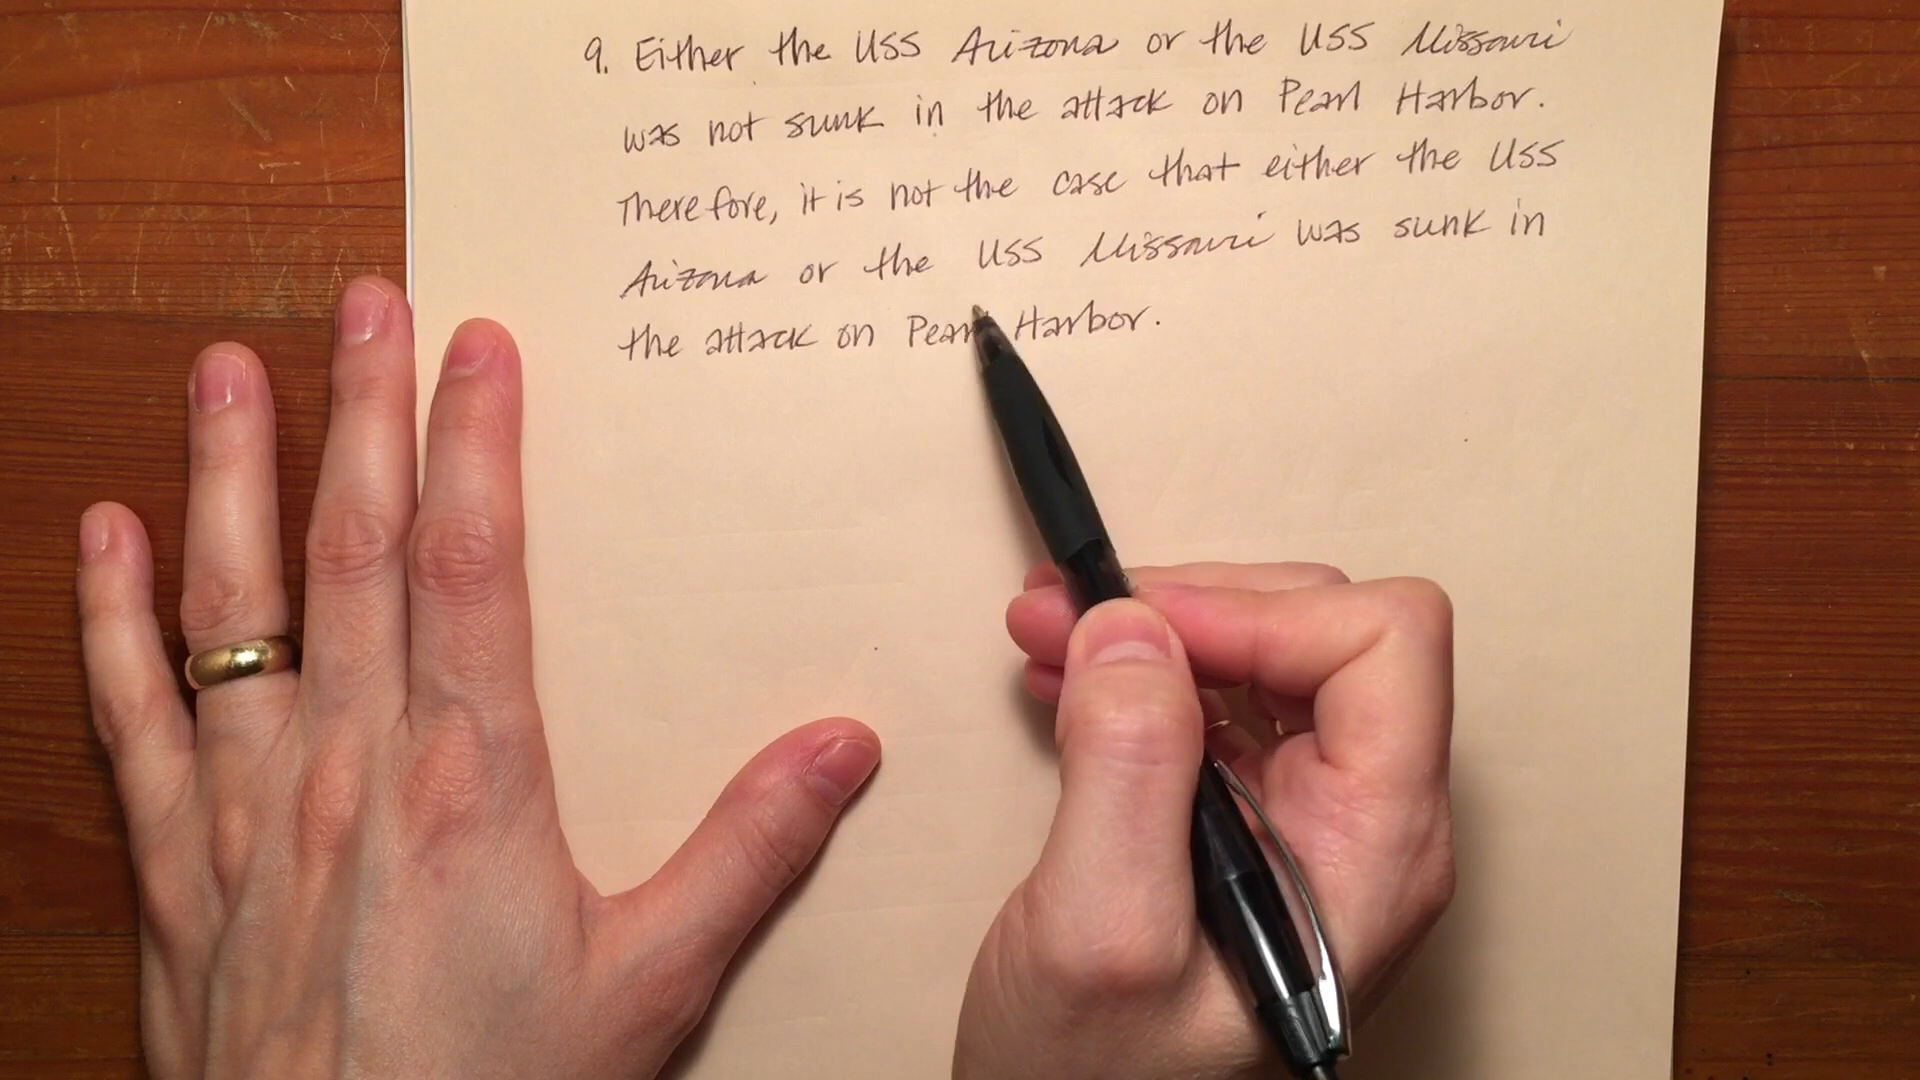 9. Either the USS Arizona or the USS Missouri
was not sunk in the attack on Pearl Harbor.
Therefore, it is not the case that either the USS
Arizona or the USS Missouri was sunk in
the attack on Pearl Harbor.